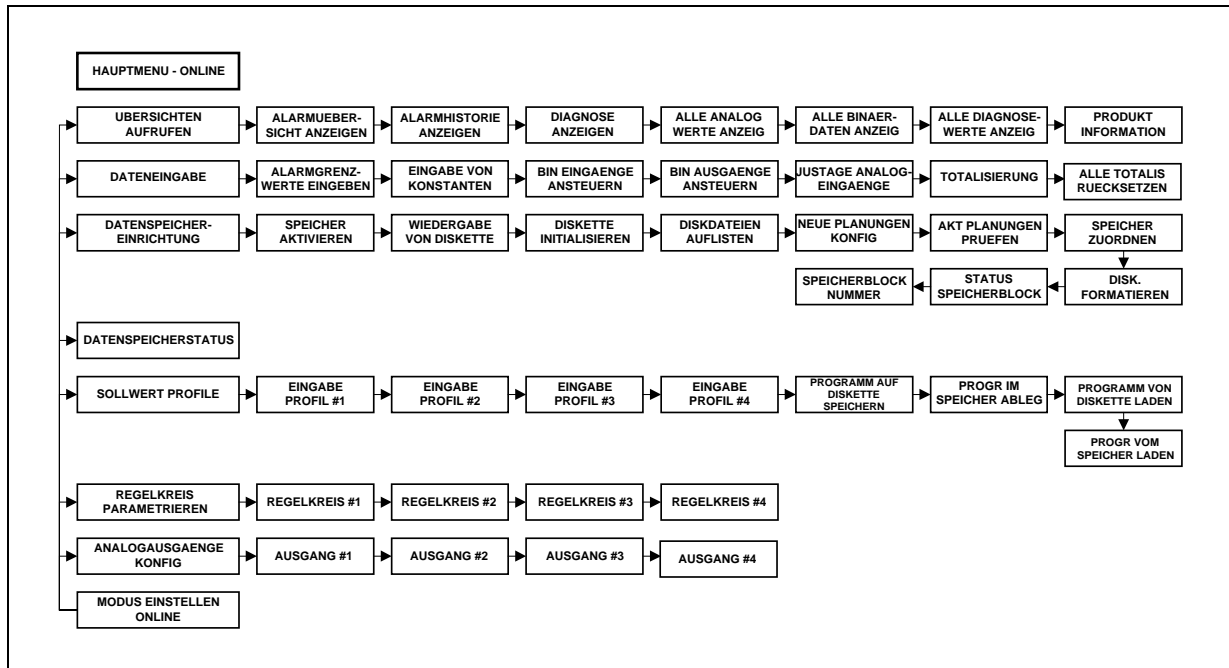 HAUPTMENU - ONLINE
UBERSICHTEN
AUFRUFEN
ALARMUEBER-
SICHT ANZEIGEN
ALARMHISTORIE
ANZEIGEN
DIAGNOSE
ANZEIGEN
ALLE ANALOG
WERTE ANZEIG
ALLE BINAER-
DATEN ANZEIG
ALLE DIAGNOSE-
WERTE ANZEIG
PRODUKT
INFORMATION
DATENEINGABE
ALARMGRENZ-
WERTE EINGEBEN
EINGABE VON
KONSTANTEN
BIN EINGAENGE
ANSTEUERN
BIN AUSGAENGE
ANSTEUERN
JUSTAGE ANALOG-
EINGAENGE
TOTALISIERUNG
ALLE TOTALIS
RUECKSETZEN
DATENSPEICHER-
EINRICHTUNG
SPEICHER
AKTIVIEREN
WIEDERGABE
VON DISKETTE
DISKETTE
INITIALISIEREN
DISKDATEIEN
AUFLISTEN
NEUE PLANUNGEN
KONFIG
AKT PLANUNGEN
PRUEFEN
SPEICHER
ZUORDNEN
SPEICHERBLOCK
NUMMER
STATUS
SPEICHERBLOCK
DISK.
FORMATIEREN
DATENSPEICHERSTATUS
SOLLWERT PROFILE
EINGABE
PROFIL #1
EINGABE
PROFIL #2
EINGABE
PROFIL #3
EINGABE
PROFIL #4
PROGRAMM AUF
DISKETTE
SPEICHERN
PROGR IM
SPEICHER ABLEG
PROGRAMM VON
DISKETTE LADEN
PROGR VOM
SPEICHER LADEN
REGELKREIS
PARAMETRIEREN
REGELKREIS #1
REGELKREIS #2
REGELKREIS #3
REGELKREIS #4
ANALOGAUSGAENGE
KONFIG
AUSGANG #1
AUSGANG #2
AUSGANG #3
AUSGANG #4
MODUS EINSTELLEN
ONLINE